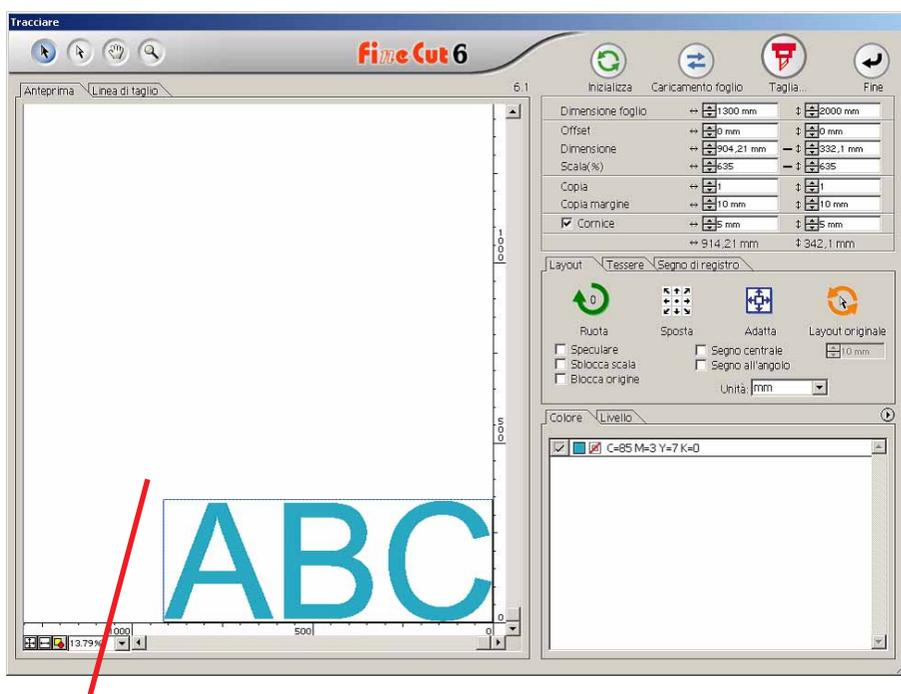 Tracciare
Fine Cut 6
Inizializza Caricamento foglio Taglia... Fine
Anteprima Linea di taglio 6.1
Dimensione foglio 1300 mm 2000 mm
Offset 0 mm 0 mm
Dimensione 904,21 mm 332,1 mm
Scala(%) 635 635
Copia 1 1
Copia margine 10 mm 10 mm
Cornice 5 mm 5 mm
914,21 mm 342,1 mm
Layout Tessere Segno di registro
0
Ruota Sposta Adatta Layout originale
Speculare Segno centrale 10 mm
Sblocca scala Segno all'angolo
Blocca origine
Unità: mm
Colore Livello
C=85 M=3 Y=7 K=0
1000
500
0
ABC
1000 500 0
13.79%